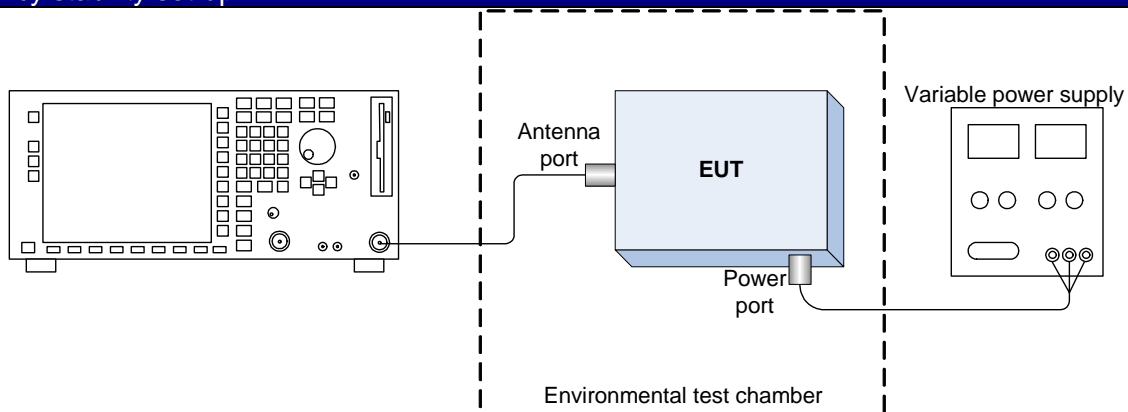 Variable power supply
Antenna
port
EUT
Power
port
Environmental test chamber